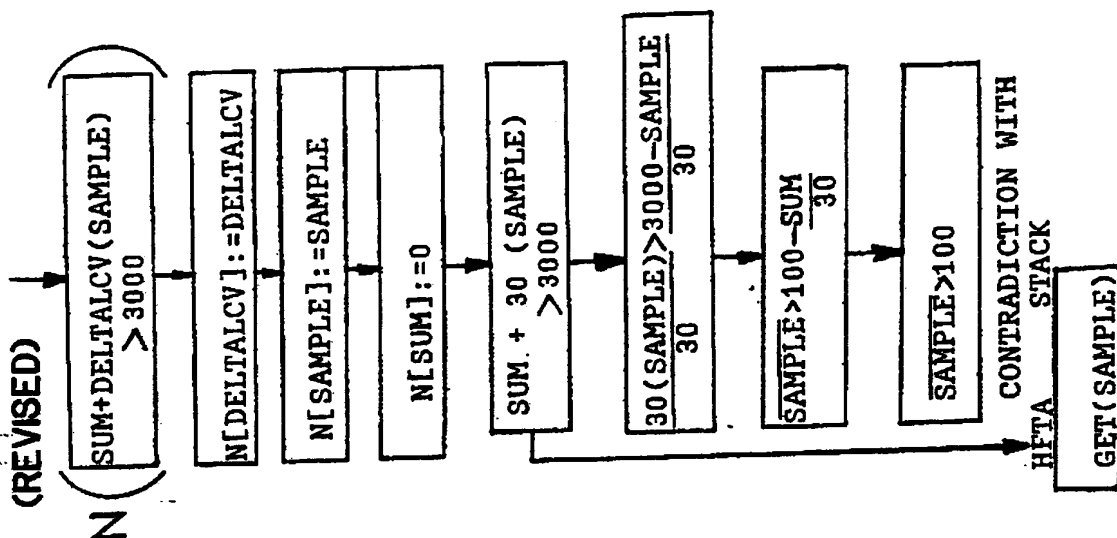 (REVISED)
N
SUM+DELTALCV(SAMPLE)
>3000
N[DELTALCV]:=DELTALCV
N[SAMPLE]:=SAMPLE
N[SUM]:=0
SUM + 30 (SAMPLE)
>3000
30(SAMPLE)>3000-SAMPLE
30 30
SAMPLE>100-SUM
30
SAMPLE>100
CONTRADICTION WITH
HFTA STACK
GET(SAMPLE)